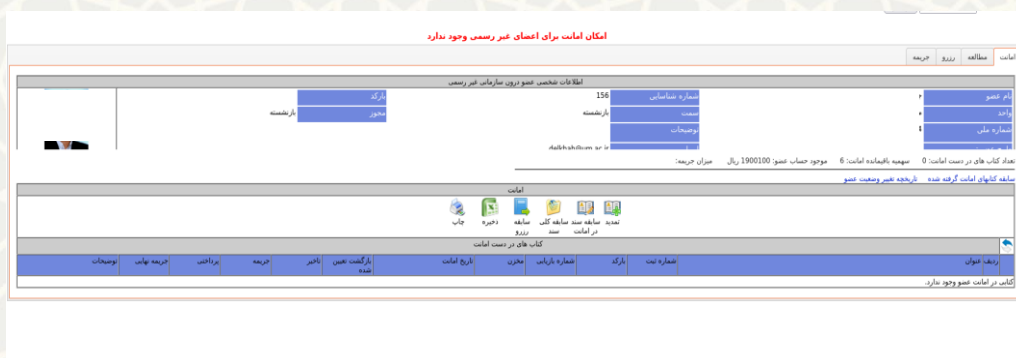 امکان امانت برای اعضای غیر رسمی وجود ندارد
امانت مطالعه رزرو جریمه
اطلاعات شخصی عضو درون سازمانی غیر رسمی
نام عضو شماره شناسایی 156 بارکد
واحد سمت بازنشسته مجوز بازنشسته
شماره ملی توضیحات
تعداد کتاب های در دست امانت: 0 سهمیه باقیمانده امانت: 6 موجود حساب عضو: 1900100 ریال میزان جریمه:
سابقه کتابهای امانت گرفته شده تاریخچه تغییر وضعیت عضو
امانت
تمدید سابقه سند در امانت سابقه کلی سند سابقه رزرو ذخیره چاپ
کتاب های در دست امانت
ردیف عنوان شماره ثبت بارکد شماره بازیابی مخزن تاریخ امانت بازگشت تعیین شده تاخیر جریمه پرداختی جریمه نهایی توضیحات
کتابی در امانت عضو وجود ندارد.